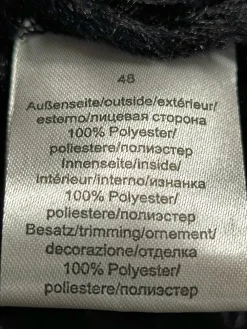 48
Außenseite/outside/extérieur/
esterno/лицевая сторона
100% Polyester/
poliestere/полиэстер
Innenseite/inside/
intérieur/interno/изнанка
100% Polyester/
poliestere/полиэстер
Besatz/trimming/ornement/
decorazione/отделка
100% Polyester/
poliestere/полиэстер